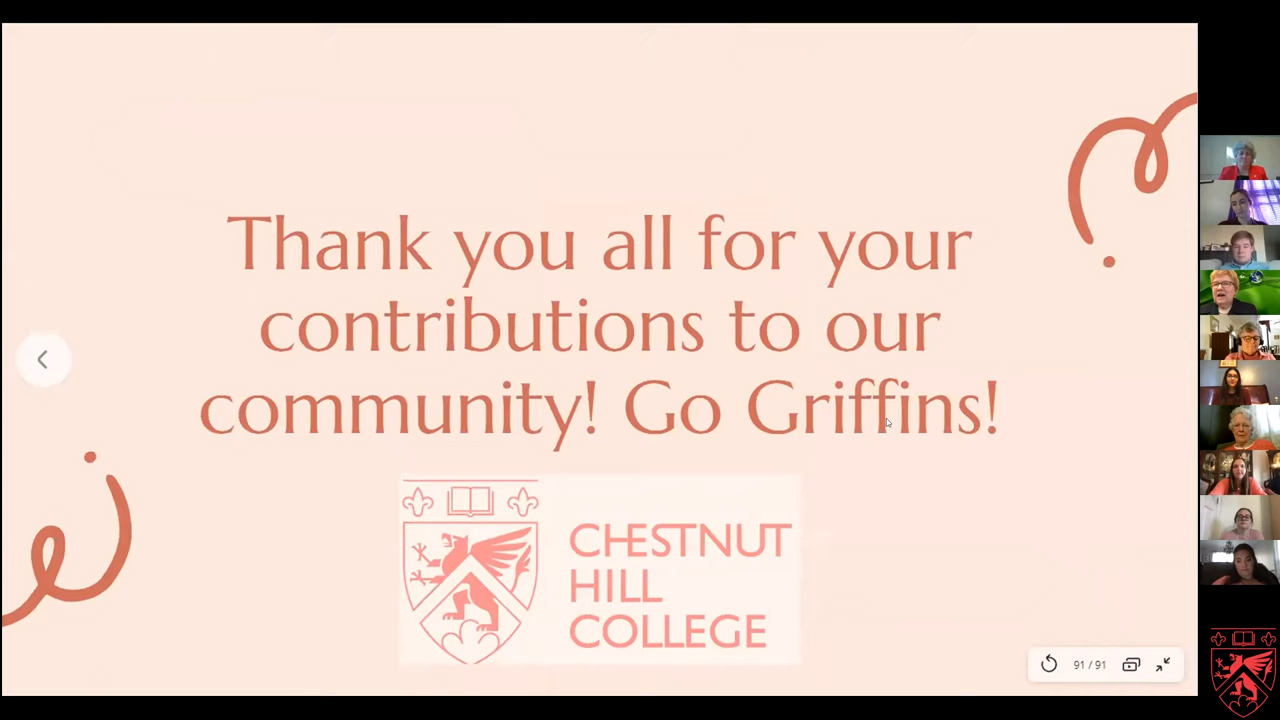 Thank you all for your
contributions to our
community! Go Griffins!
CHESTNUT
HILL
COLLEGE
91 / 91